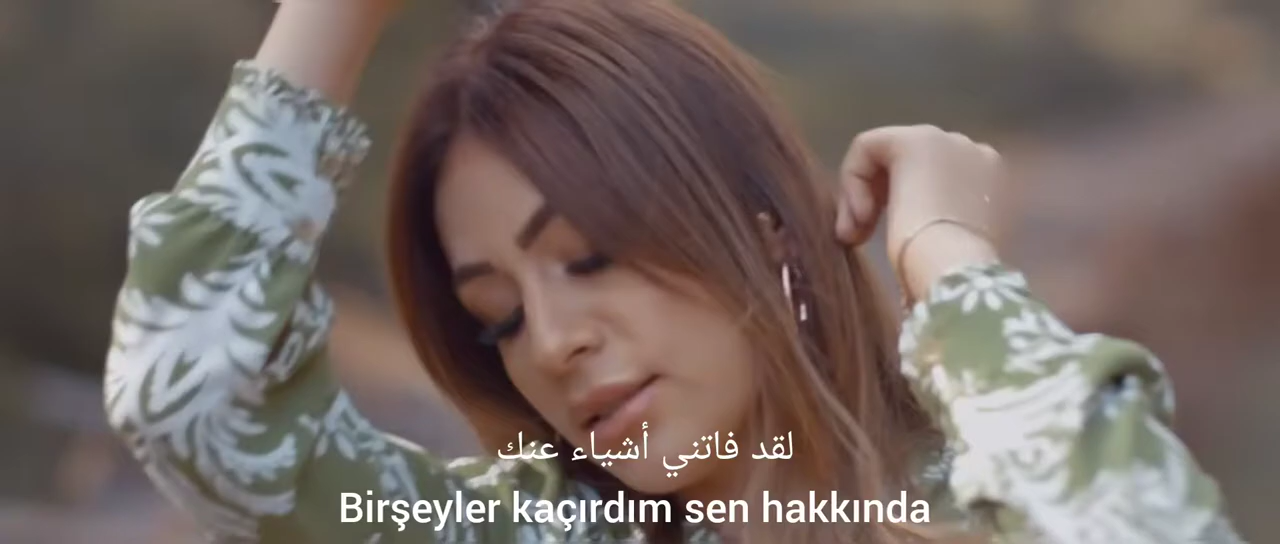 لقد فاتني أشياء عنك
Birşeyler kaçırdım sen hakkında